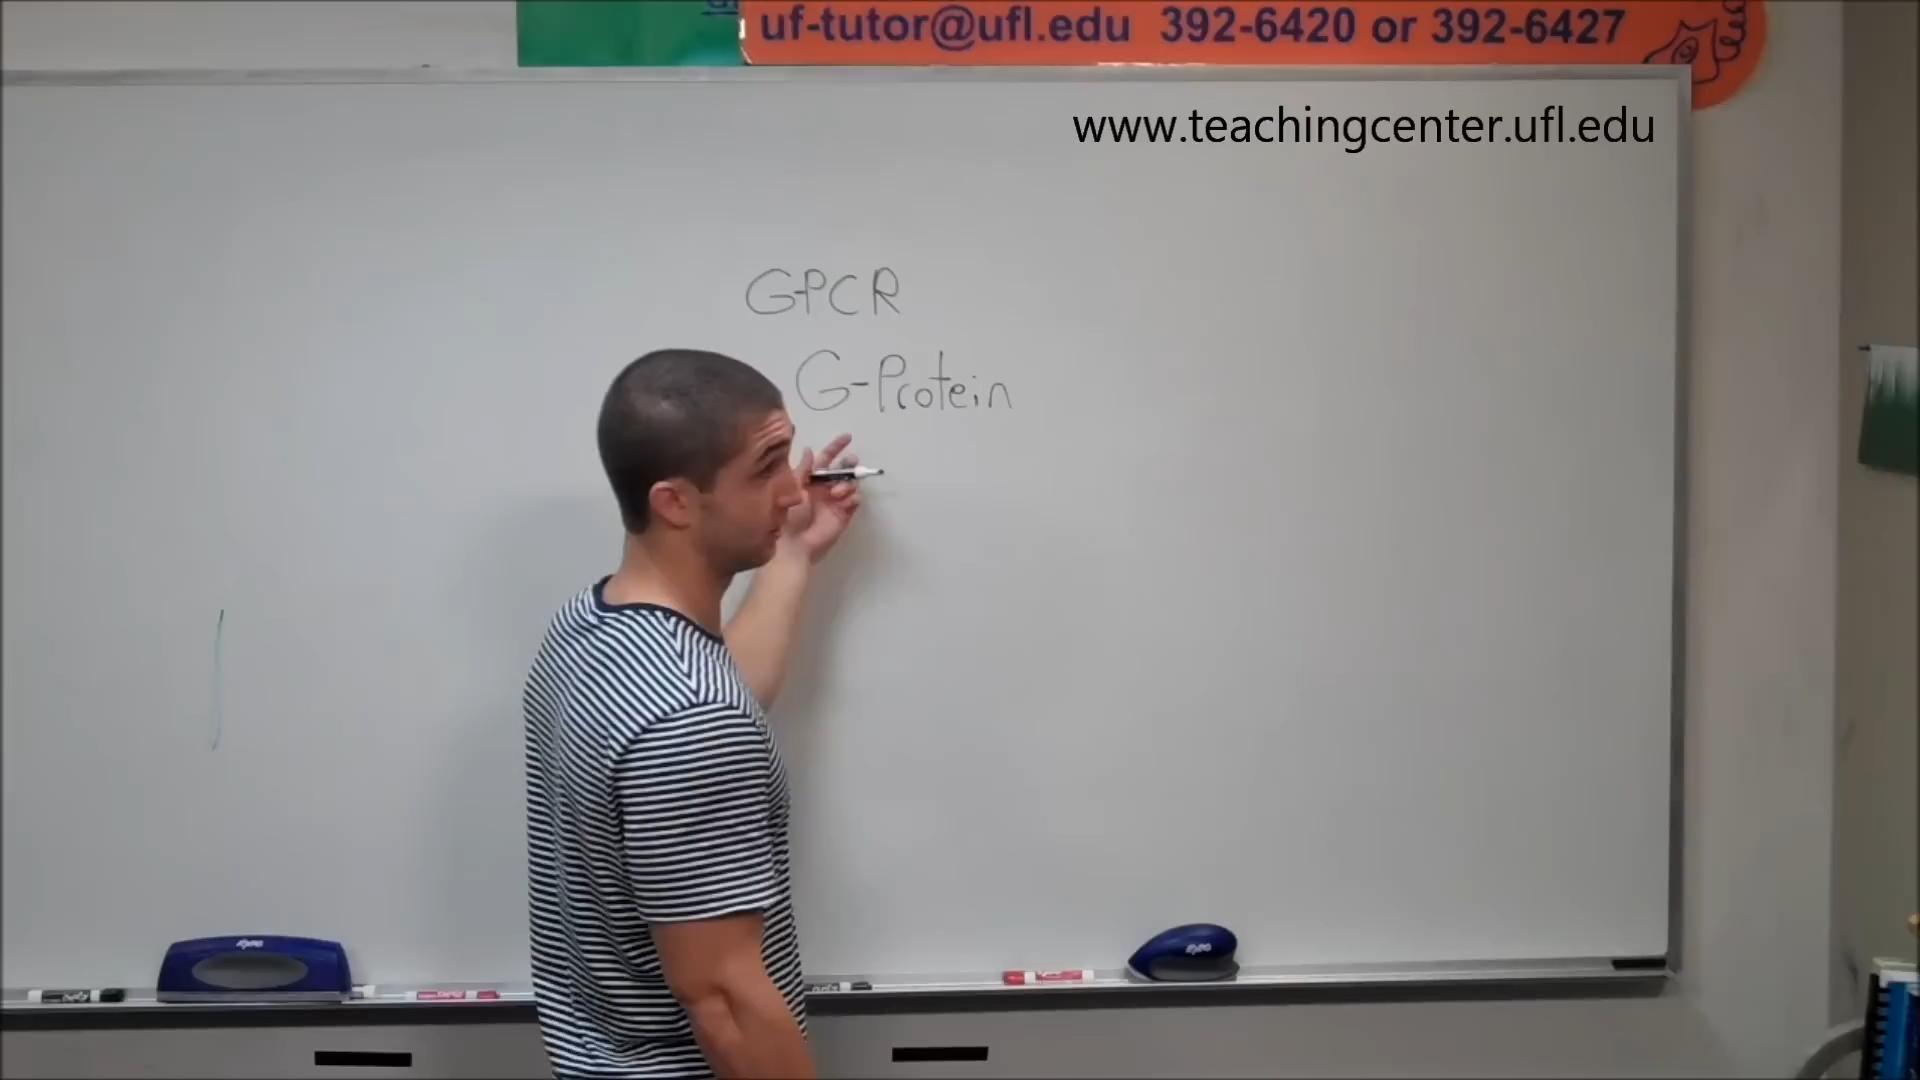 uf-tutor@ufl.edu 392-6420 or 392-6427
www.teachingcenter.ufl.edu
GPCR
G-Protein